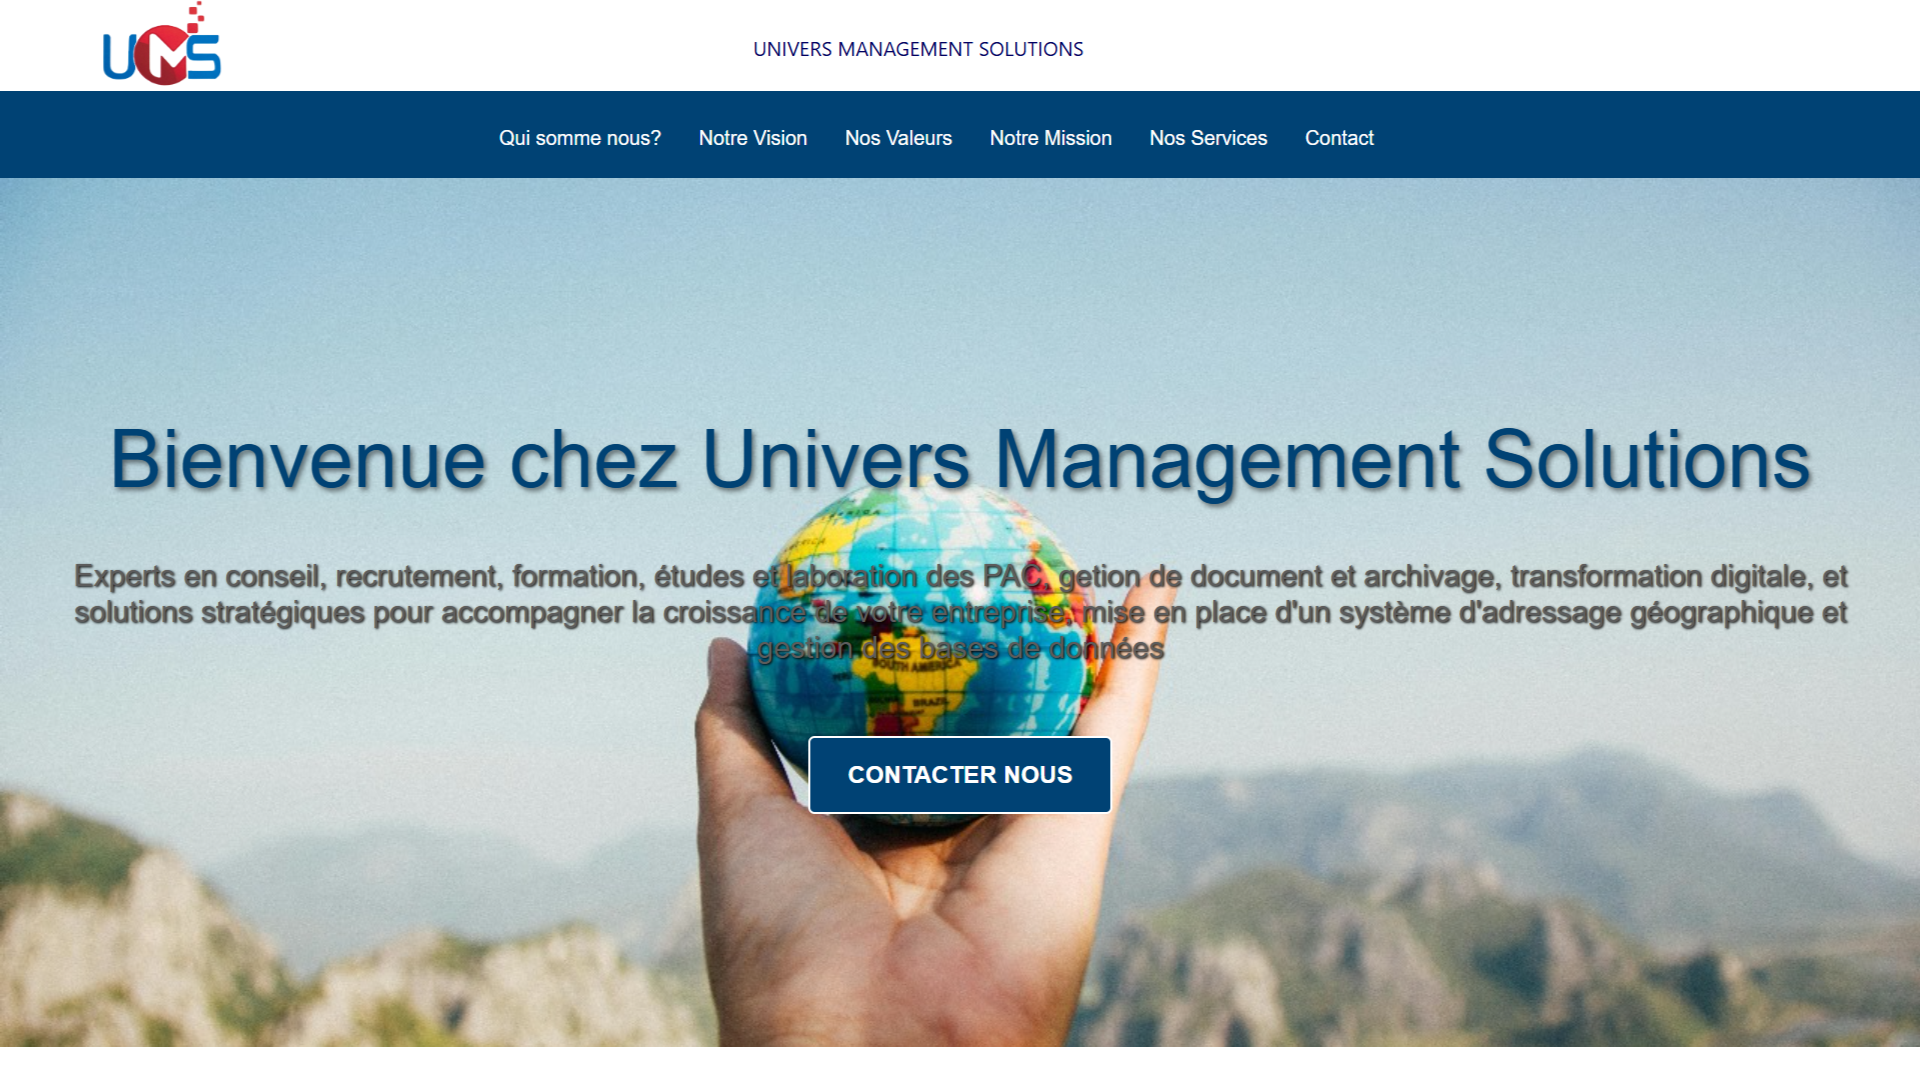 UMS
UNIVERS MANAGEMENT SOLUTIONS
Qui somme nous? Notre Vision Nos Valeurs Notre Mission Nos Services Contact
Bienvenue chez Univers Management Solutions
Experts en conseil, recrutement, formation, études et laboration des PAC, getion de document et archivage, transformation digitale, et
solutions stratégiques pour accompagner la croissance de votre entreprise, mise en place d'un système d'adressage géographique et
gestion des bases de données
SOUTH AMERICA
BRAZIL
CONTACTER NOUS